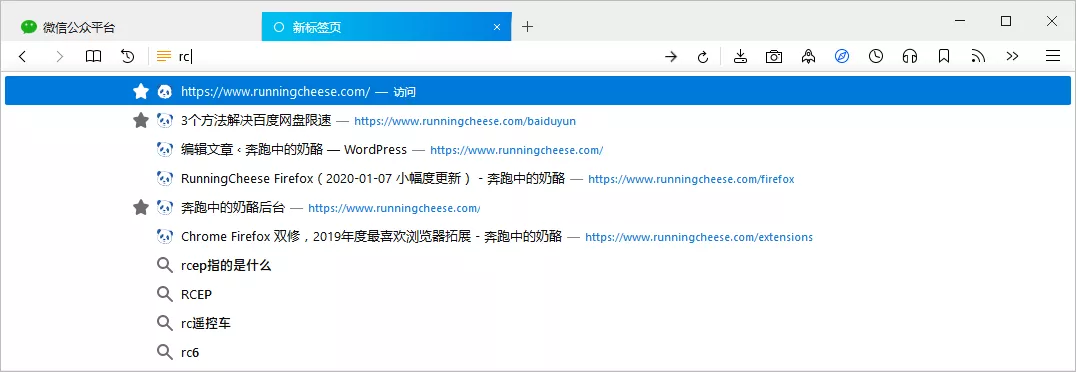 微信公众平台 新标签页
rc
https://www.runningcheese.com/ — 访问
3个方法解决百度网盘限速 — https://www.runningcheese.com/baiduyun
编辑文章 ‹ 奔跑中的奶酪 — WordPress — https://www.runningcheese.com/
RunningCheese Firefox（2020-01-07 小幅度更新） - 奔跑中的奶酪 — https://www.runningcheese.com/firefox
奔跑中的奶酪后台 — https://www.runningcheese.com/
Chrome Firefox 双修，2019年度最喜欢浏览器拓展 - 奔跑中的奶酪 — https://www.runningcheese.com/extensions
rcep指的是什么
RCEP
rc遥控车
rc6